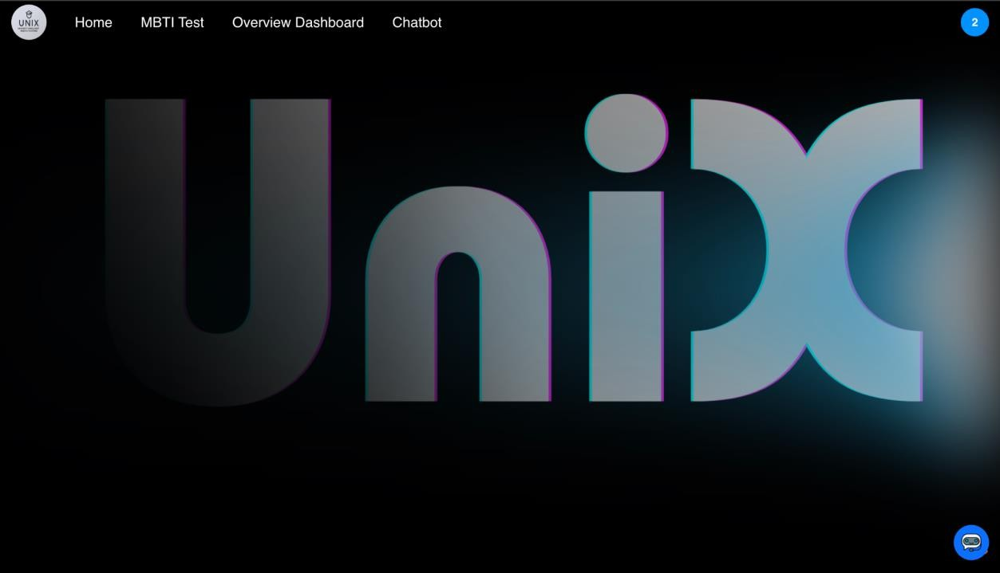 UNIX
Home
MBTI Test
Overview Dashboard
Chatbot
2
UniX